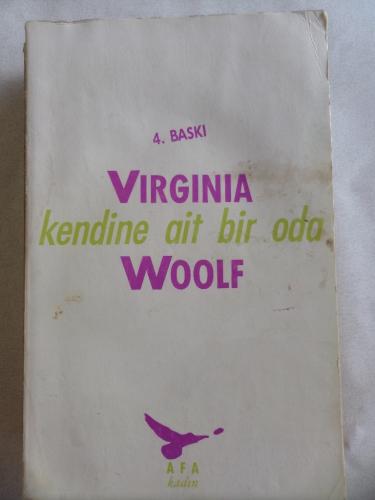 4. BASKI
VIRGINIA
kendine ait bir oda
WOOLF
AFA
kadın